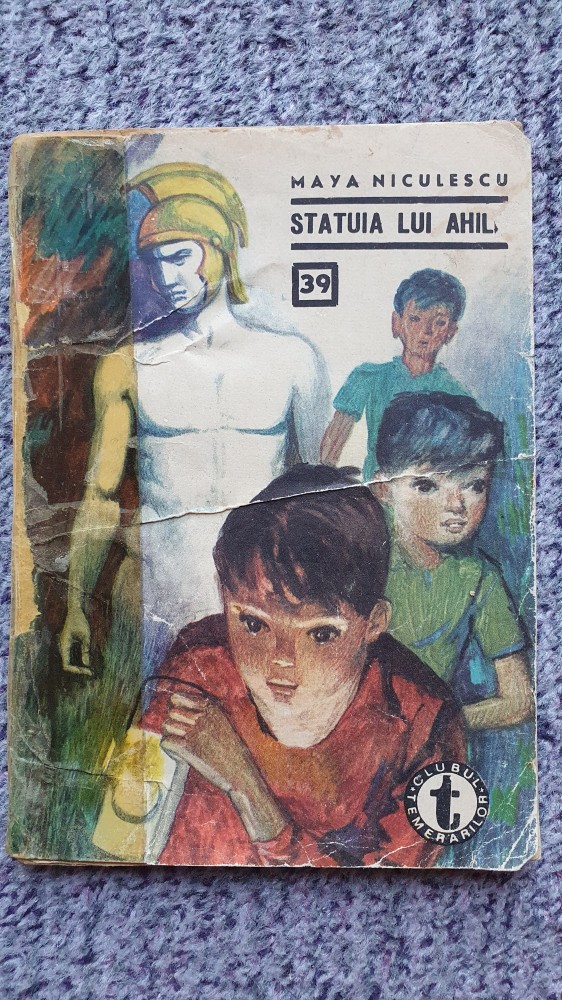 MAYA NICULESCU
STATUIA LUI AHIL
39
CLUBUL
t
TEMERARILOR